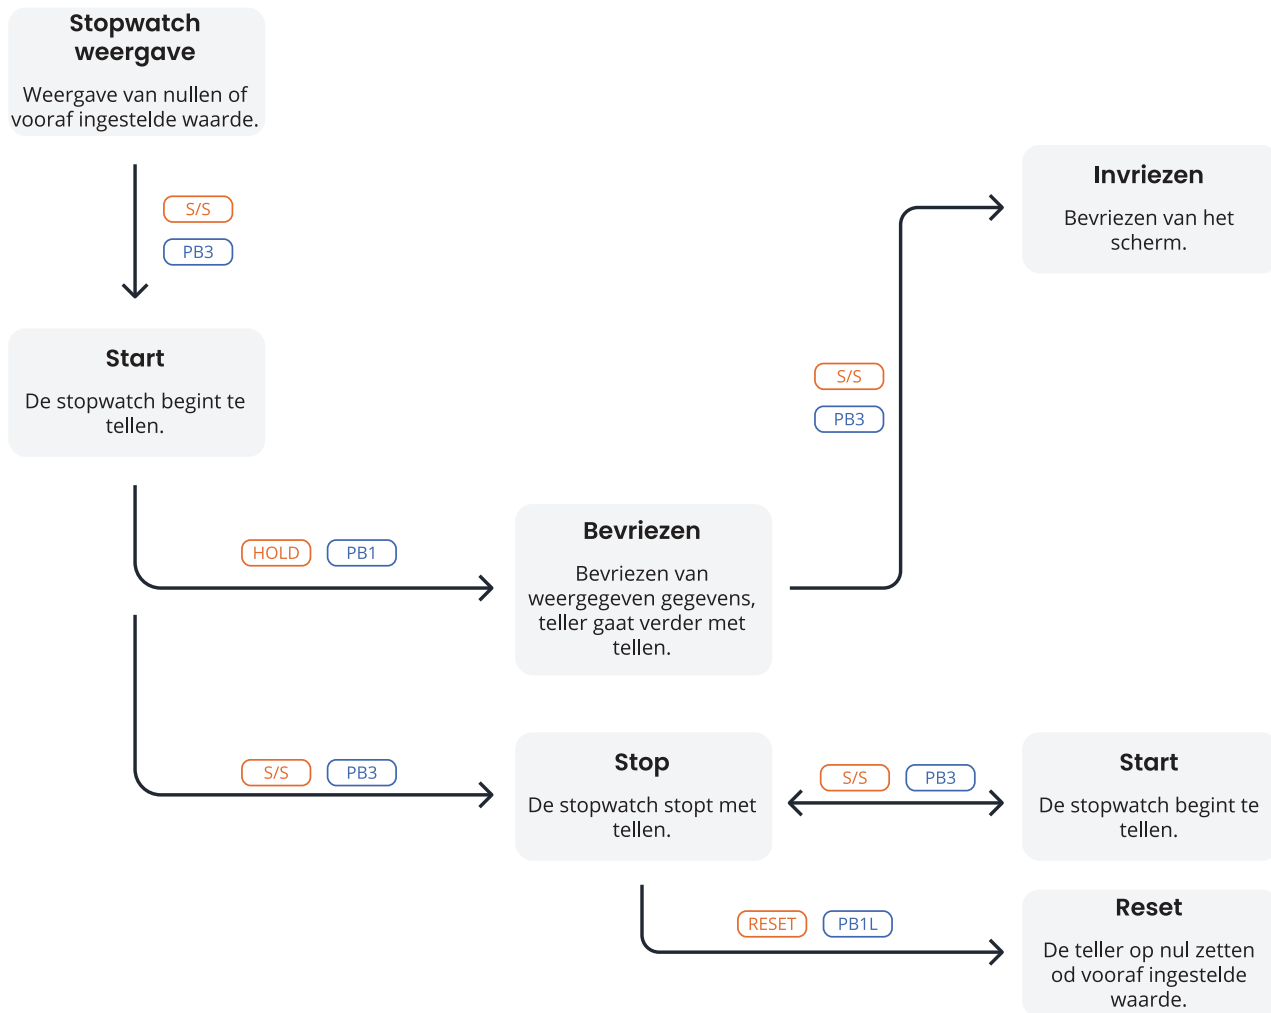 Stopwatch
weergave
Weergave van nullen of
vooraf ingestelde waarde.
S/S
PB3
Start
De stopwatch begint te
tellen.
HOLD PB1
Bevriezen
Bevriezen van
weergegeven gegevens,
teller gaat verder met
tellen.
S/S
PB3
Invriezen
Bevriezen van het
scherm.
S/S PB3
Stop
De stopwatch stopt met
tellen.
S/S PB3
Start
De stopwatch begint te
tellen.
RESET PB1L
Reset
De teller op nul zetten
od vooraf ingestelde
waarde.